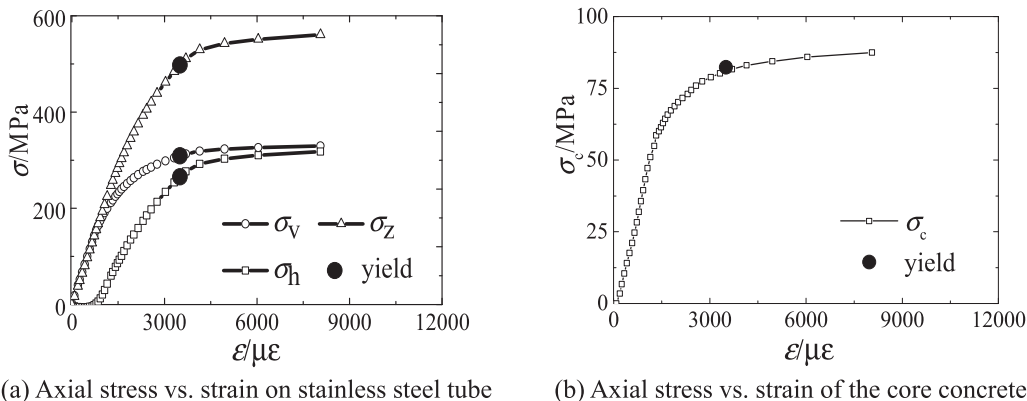 600
400
200
0
σ/MPa
0 3000 6000 9000 12000
ε/με
σv σz
σh yield
(a) Axial stress vs. strain on stainless steel tube
100
75
50
25
0
σc/MPa
0 3000 6000 9000 12000
ε/με
σc
yield
(b) Axial stress vs. strain of the core concrete